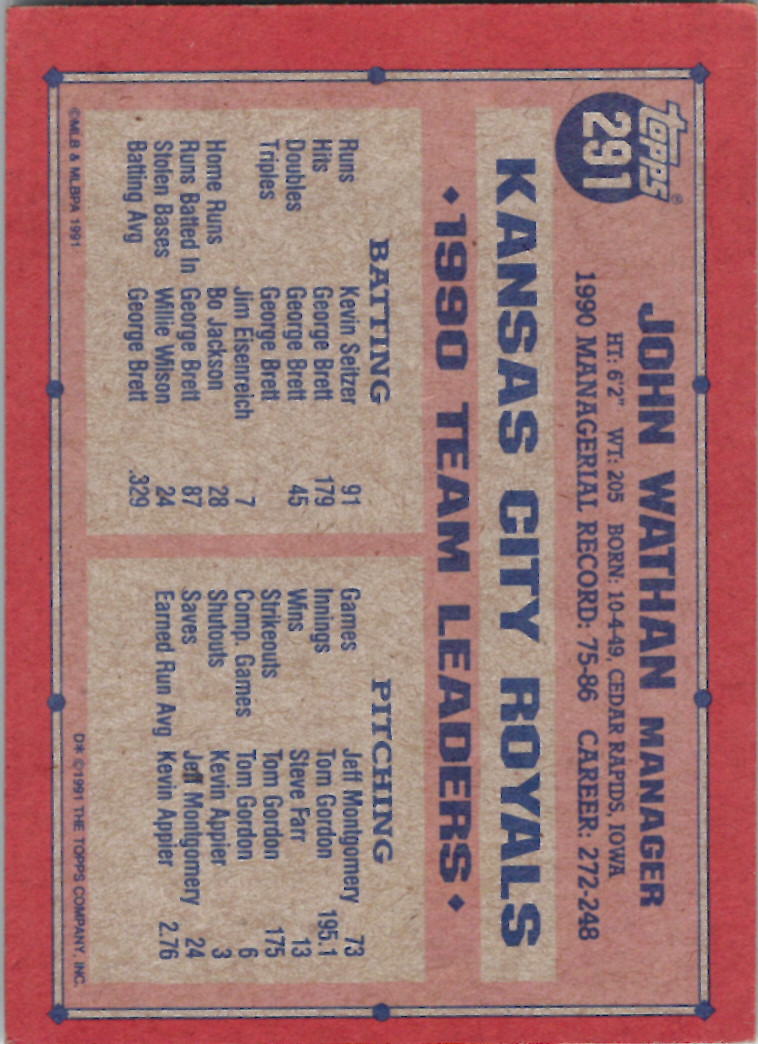 topps®
291
JOHN WATHAN MANAGER
HT: 6'2" WT: 205 BORN: 10-4-49, CEDAR RAPIDS, IOWA
1990 MANAGERIAL RECORD: 75-86 CAREER: 272-248
KANSAS CITY ROYALS
♦1990 TEAM LEADERS♦
BATTING
Runs Kevin Seitzer 91
Hits George Brett 179
Doubles George Brett 45
Triples George Brett
Jim Eisenreich 7
Home Runs Bo Jackson 28
Runs Batted In George Brett 87
Stolen Bases Willie Wilson 24
Batting Avg George Brett .329
PITCHING
Games Jeff Montgomery 73
Innings Tom Gordon 195.1
Wins Steve Farr 13
Strikeouts Tom Gordon 175
Comp. Games Tom Gordon 6
Shutouts Kevin Appier 3
Saves Jeff Montgomery 24
Earned Run Avg Kevin Appier 2.76
©MLB & MLBPA 1991
D* ©1991 THE TOPPS COMPANY, INC.